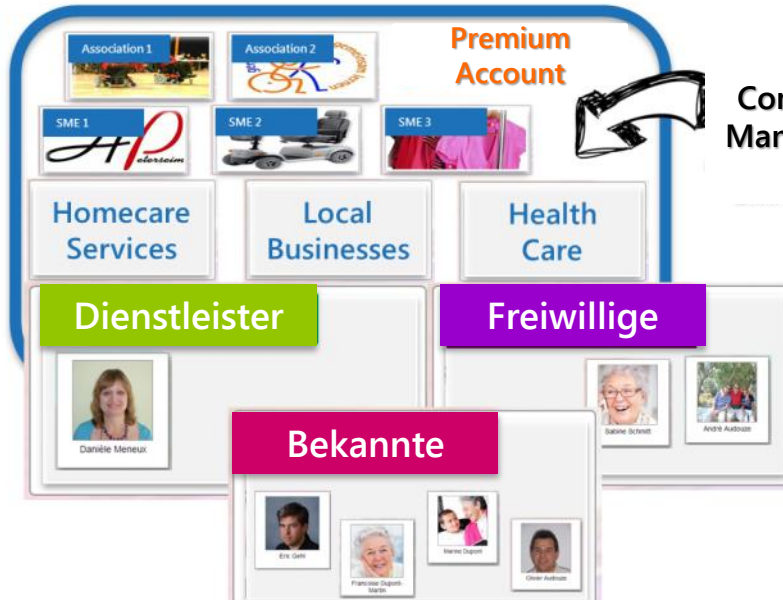 Association 1
Association 2
Premium
Account
SME 1
SME 2
SME 3
Homecare
Services
Local
Businesses
Health
Care
Dienstleister
Freiwillige
Danièle Meneux
Sabine Schmitt
André Audouze
Bekannte
Eric Gehl
Francoise Dupont-
Martin
Marine Dupont
Olivier Audouze